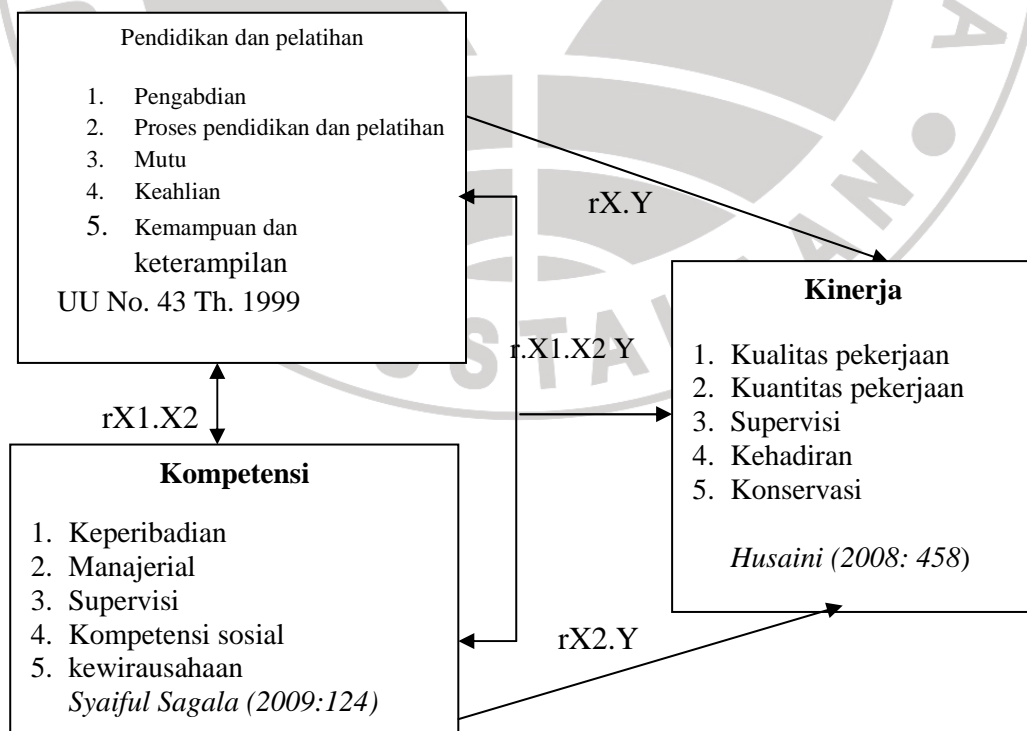 Pendidikan dan pelatihan
1. Pengabdian
2. Proses pendidikan dan pelatihan
3. Mutu
4. Keahlian
5. Kemampuan dan
keterampilan
UU No. 43 Th. 1999
rX.Y
Kinerja
1. Kualitas pekerjaan
2. Kuantitas pekerjaan
3. Supervisi
4. Kehadiran
5. Konservasi
Husaini (2008: 458)
r.X1.X2 Y
rX1.X2
Kompetensi
1. Keperibadian
2. Manajerial
3. Supervisi
4. Kompetensi sosial
5. kewirausahaan
Syaiful Sagala (2009:124)
rX2.Y